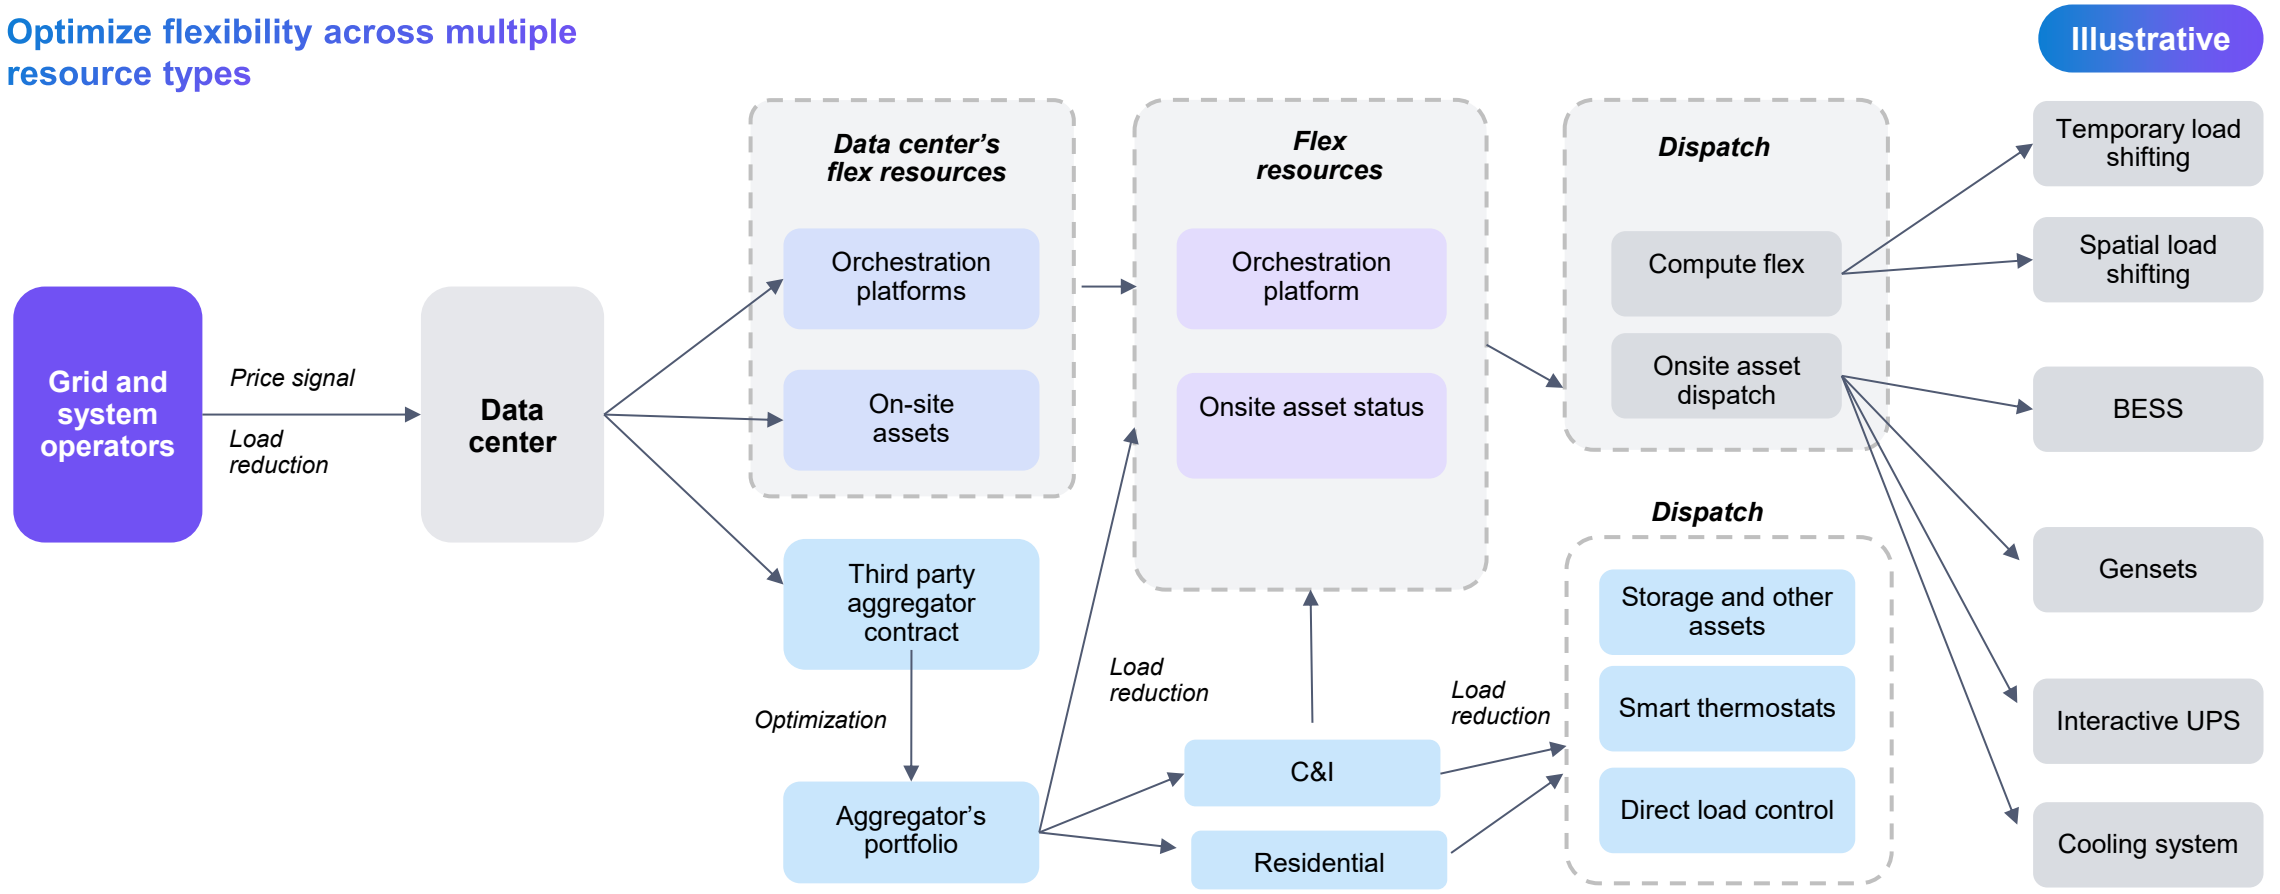 Optimize flexibility across multiple
resource types
Illustrative
Grid and
system
operators
Price signal
Load
reduction
Data
center
Data center’s
flex resources
Orchestration
platforms
On-site
assets
Third party
aggregator
contract
Optimization
Aggregator’s
portfolio
Flex
resources
Orchestration
platform
Onsite asset status
Load
reduction
C&I
Residential
Load
reduction
Dispatch
Compute flex
Onsite asset
dispatch
Dispatch
Storage and other
assets
Smart thermostats
Direct load control
Temporary load
shifting
Spatial load
shifting
BESS
Gensets
Interactive UPS
Cooling system